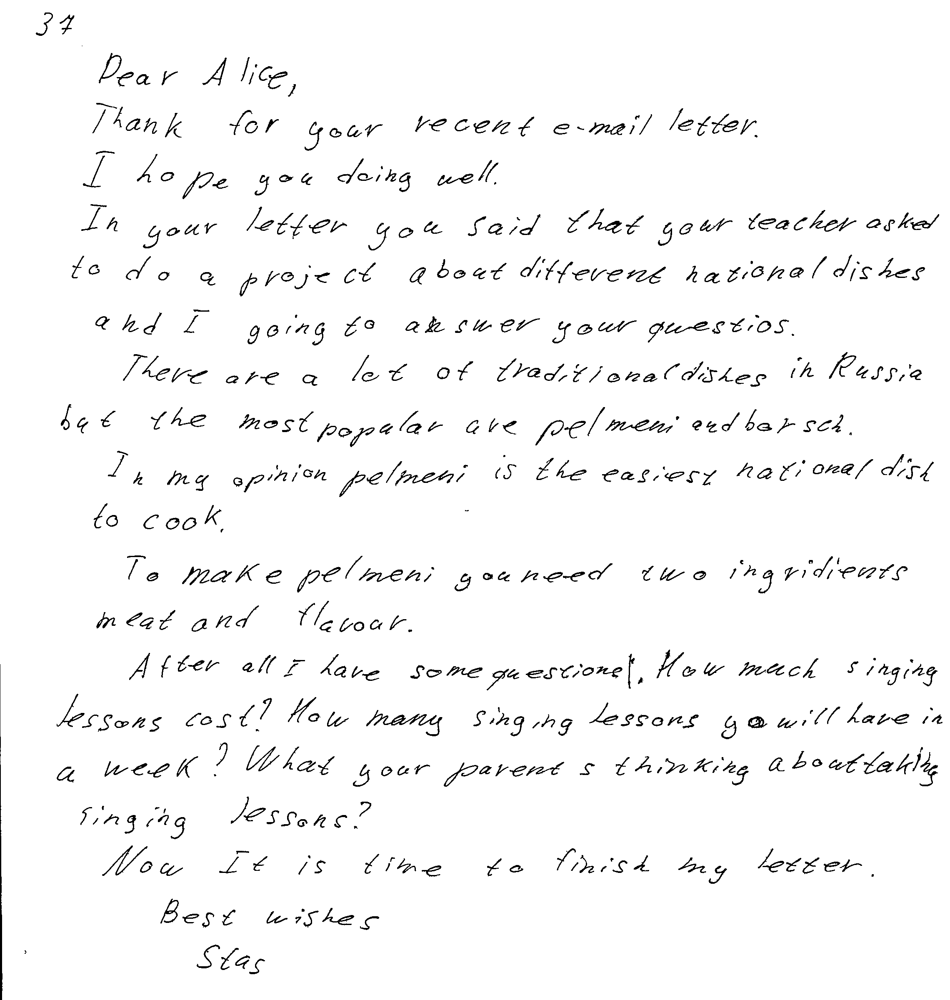 37
Dear Alice,
Thank for your recent e-mail letter.
I hope you doing well.
In your letter you said that your teacher asked
to do a project about different national dishes
and I going to answer your questios.
There are a lot of traditional dishes in Russia
but the most popular are pelmeni and borsch.
In my opinion pelmeni is the easiest national dish
to cook.
To make pelmeni you need two ingridients
meat and flavour.
After all I have some questions. How much singing
lessons cost? How many singing lessons yo will have in
a week? What your parents thinking about taking
singing lessons?
Now It is time to finish my letter.
Best wishes
Stas